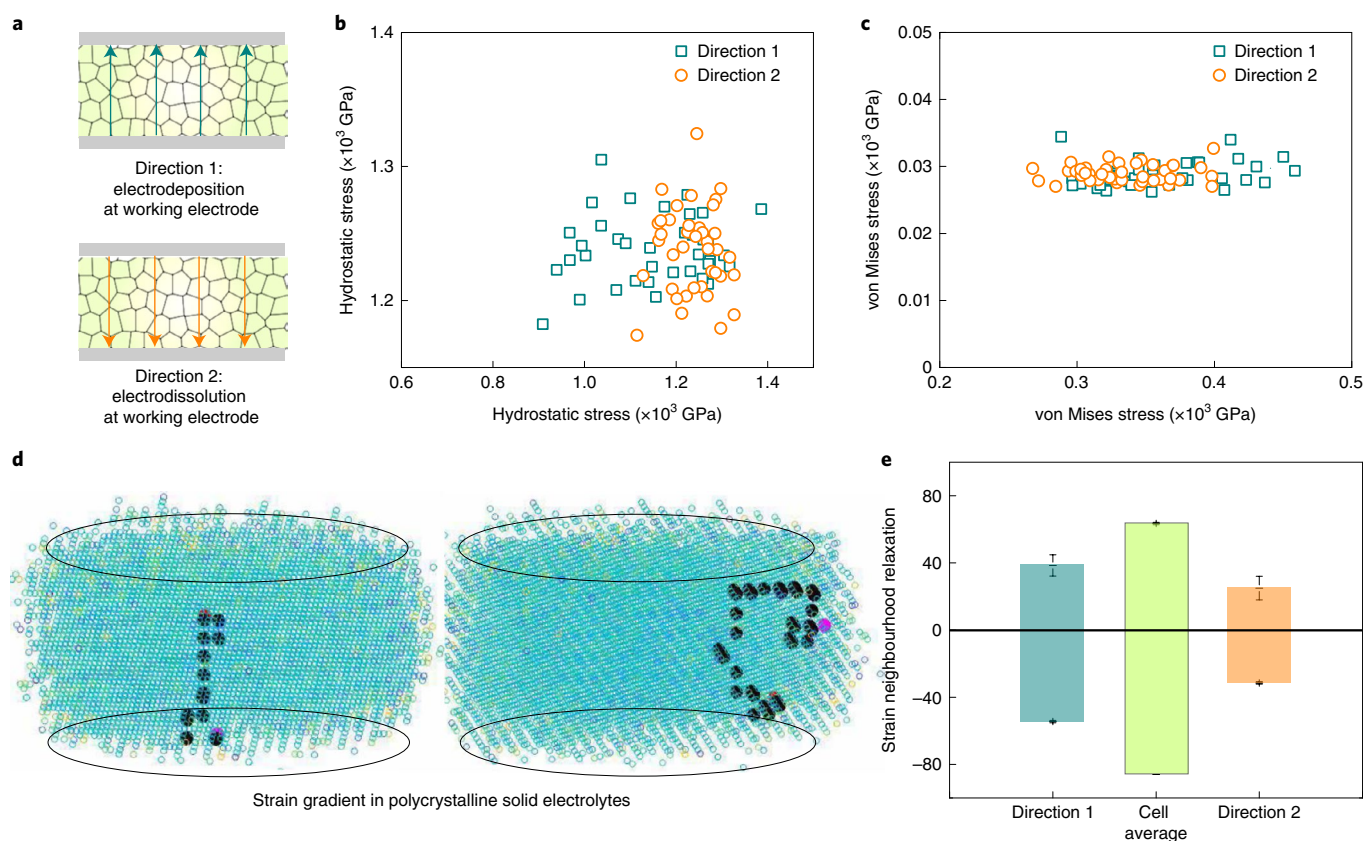 a
Direction 1:
electrodeposition
at working electrode
Direction 2:
electrodissolution
at working electrode
b
Direction 1
Direction 2
Hydrostatic stress (×10³ GPa)
1.4
1.3
1.2
0.6
0.8
1.0
1.2
1.4
Hydrostatic stress (×10³ GPa)
c
Direction 1
Direction 2
von Mises stress (×10³ GPa)
0.05
0.04
0.03
0.02
0.01
0
0.2
0.3
0.4
0.5
von Mises stress (×10³ GPa)
d
Strain gradient in polycrystalline solid electrolytes
e
Strain neighbourhood relaxation
80
40
0
−40
−80
Direction 1
Cell
average
Direction 2